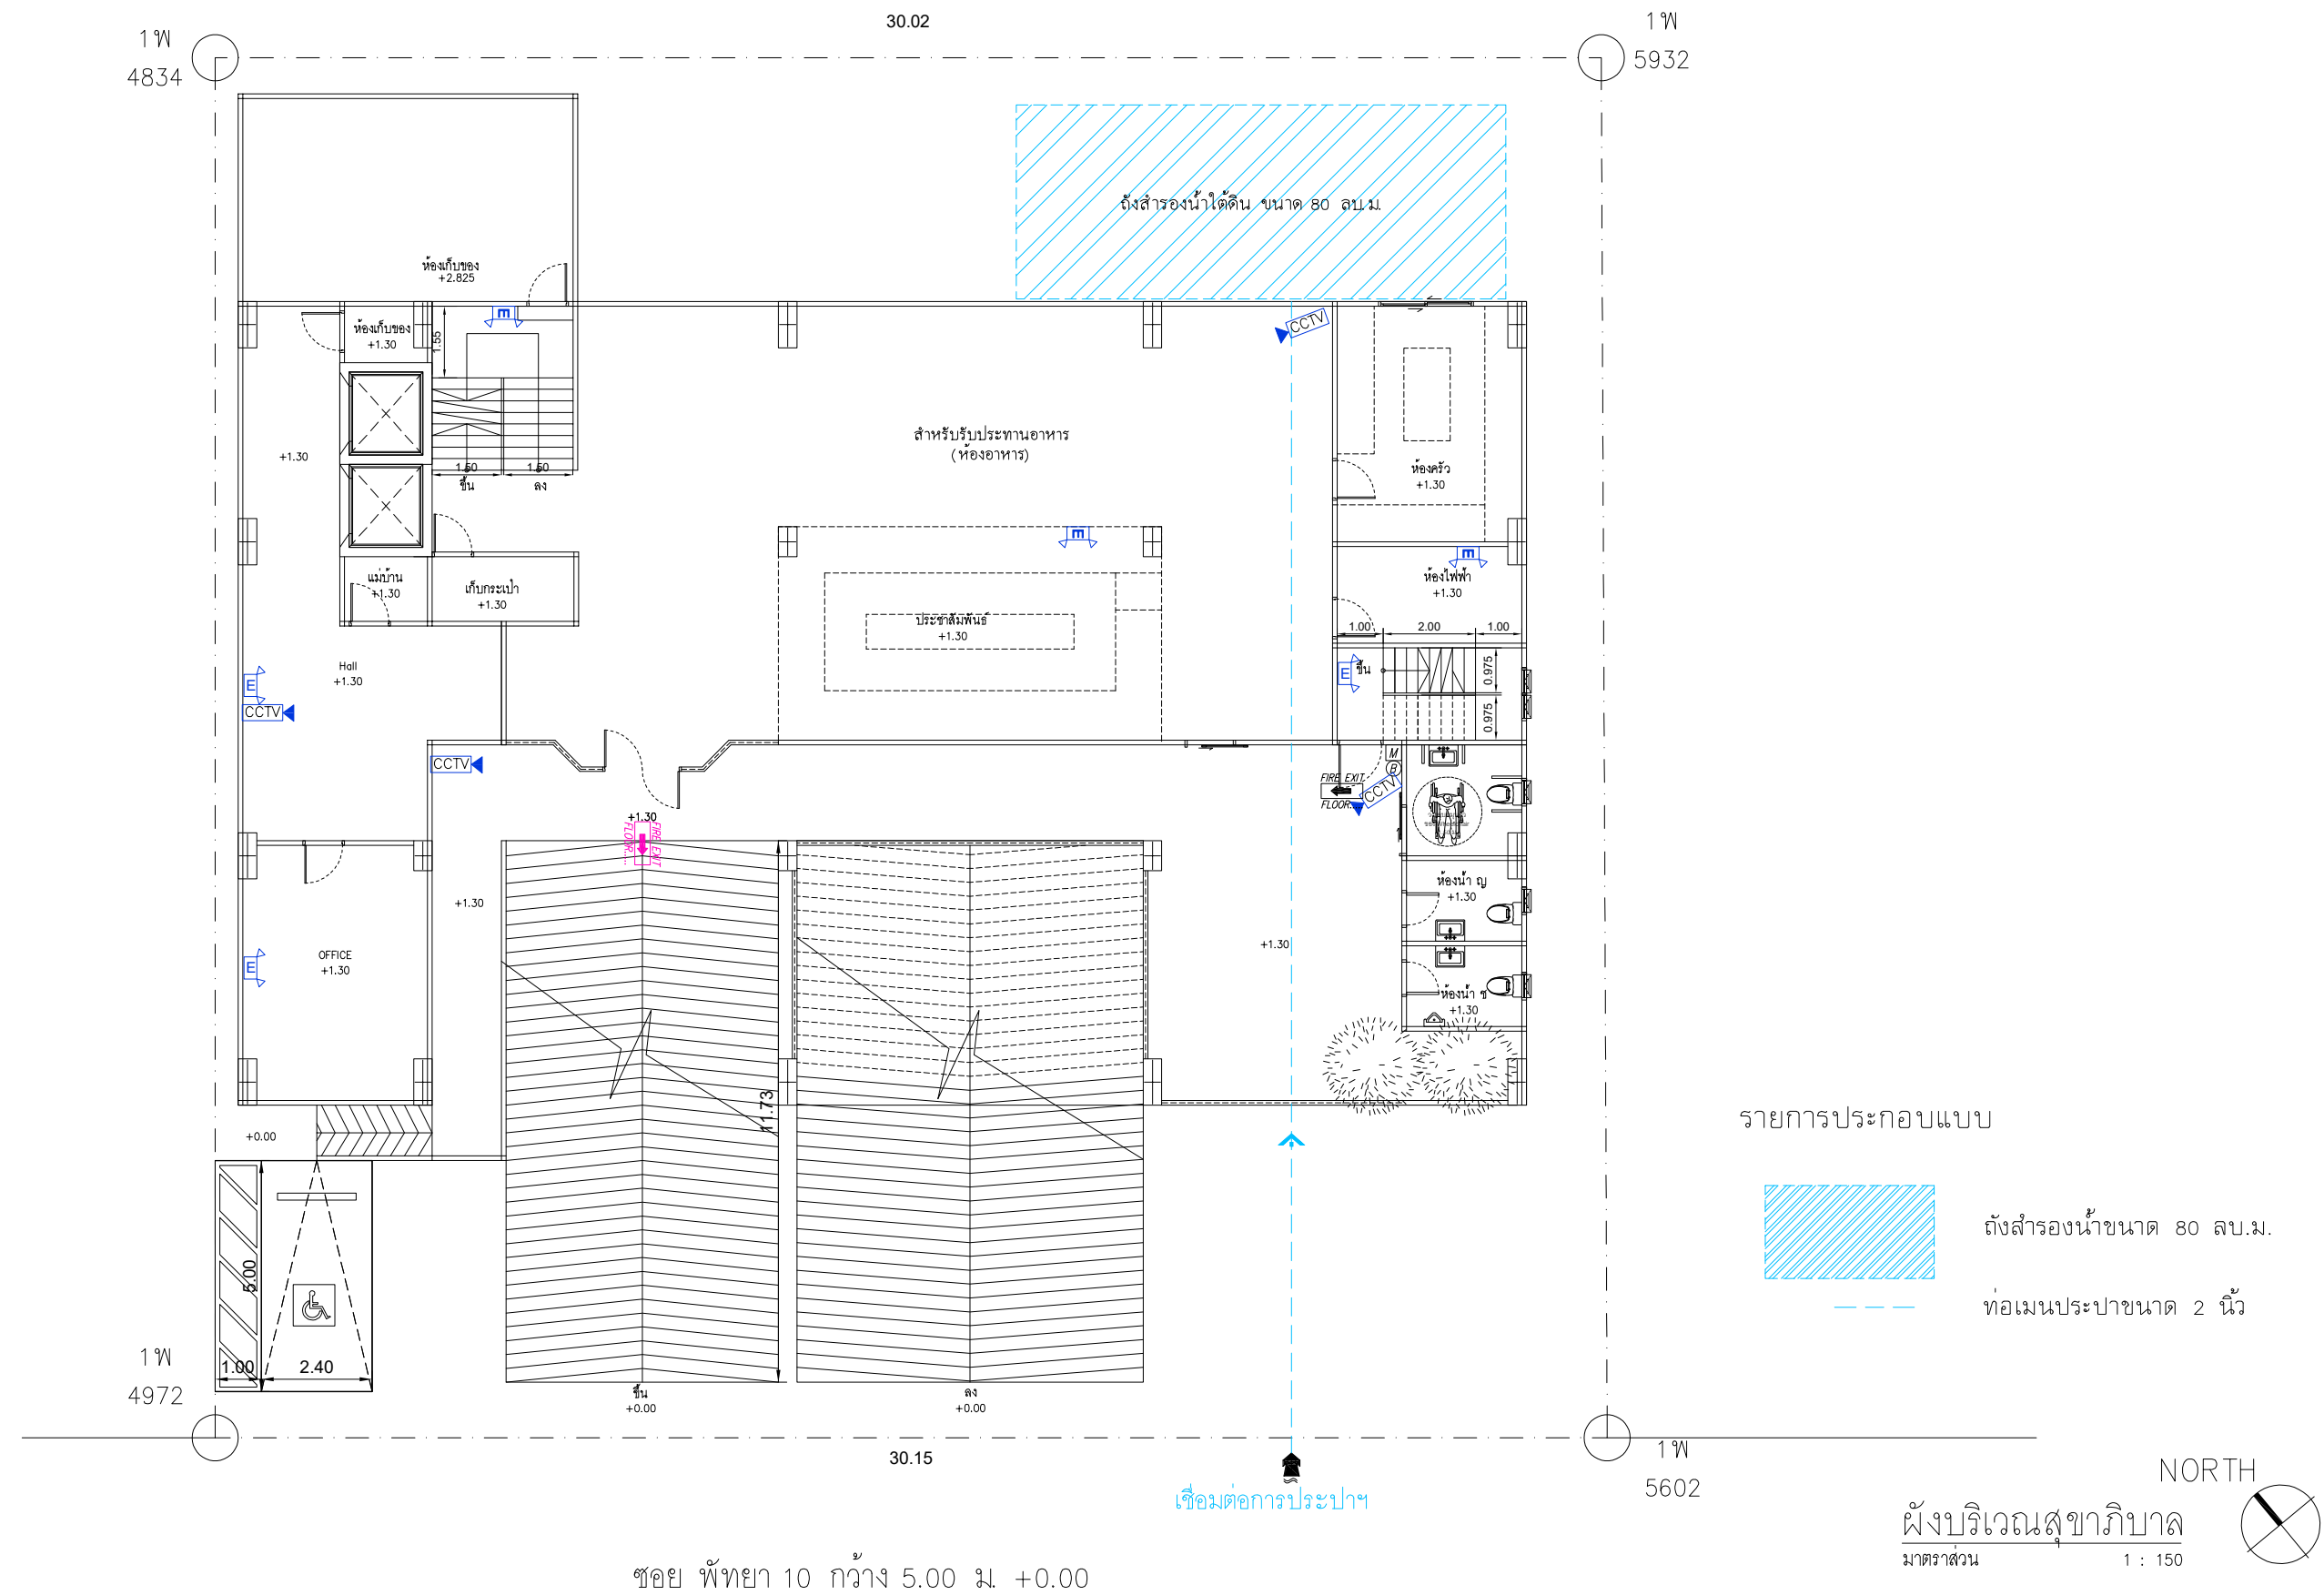 30.02
1พ
4834
1พ
5932
ถังสำรองน้ำใต้ดิน ขนาด 80 ลบ.ม.
ห้องเก็บของ
+2.825
ห้องเก็บของ
+1.30
E
1.55
CCTV
สำหรับรับประทานอาหาร
(ห้องอาหาร)
+1.30
1.50
1.50
ขึ้น
ลง
ห้องครัว
+1.30
E
E
แม่บ้าน
+1.30
เก็บกระเป๋า
+1.30
ห้องไฟฟ้า
+1.30
ประชาสัมพันธ์
+1.30
1.00
2.00
1.00
Hall
+1.30
E
CCTV
E
ขึ้น
0.975
0.975
CCTV
M
B
FIRE EXIT
FLOOR...
CCTV
+1.30
FIRE EXIT
FLOOR....
ห้องน้ำ ญ
+1.30
+1.30
+1.30
OFFICE
+1.30
E
ห้องน้ำ ช
+1.30
11.73
+0.00
รายการประกอบแบบ
ถังสำรองน้ำขนาด 80 ลบ.ม.
ท่อเมนประปาขนาด 2 นิ้ว
5.00
1.00
2.40
1พ
4972
ขึ้น
+0.00
ลง
+0.00
30.15
1พ
5602
เชื่อมต่อการประปาฯ
NORTH
ผังบริเวณสุขาภิบาล
มาตราส่วน 1 : 150
ซอย พัทยา 10 กว้าง 5.00 ม. +0.00